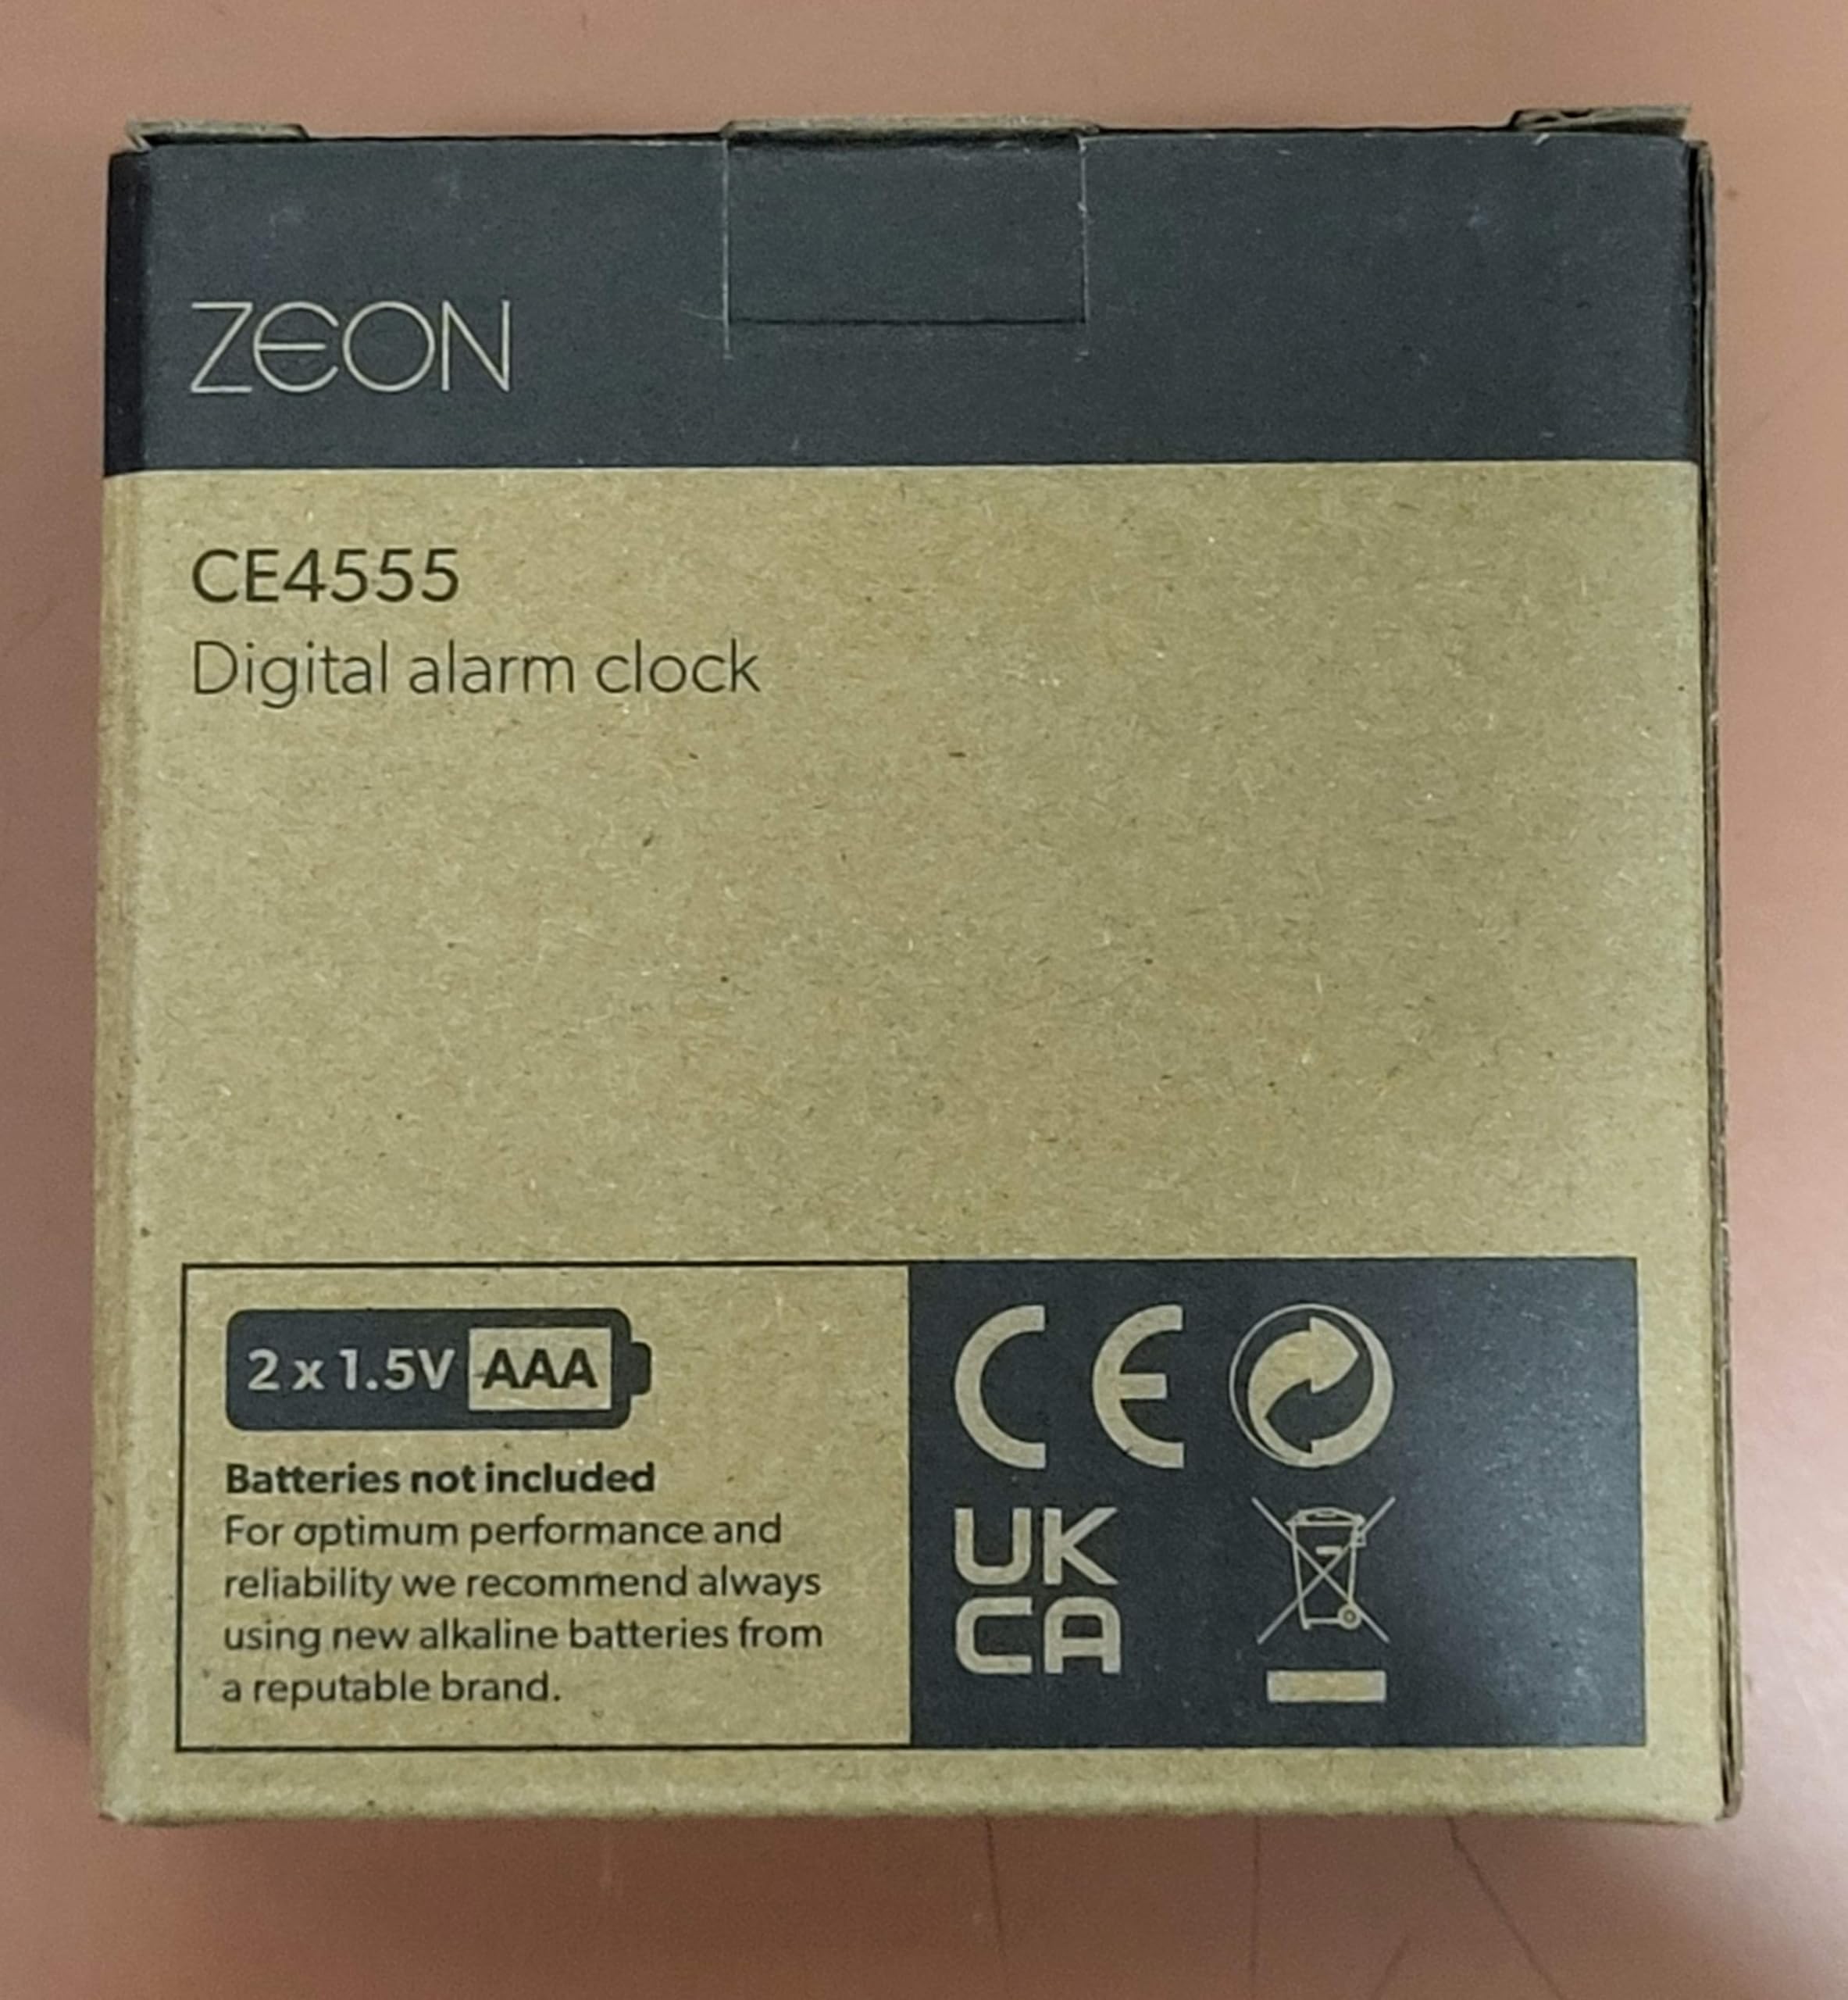 ZEON
CE4555
Digital alarm clock
2 x 1.5V AAA
Batteries not included
For optimum performance and
reliability we recommend always
using new alkaline batteries from
a reputable brand.
CE
UK
CA